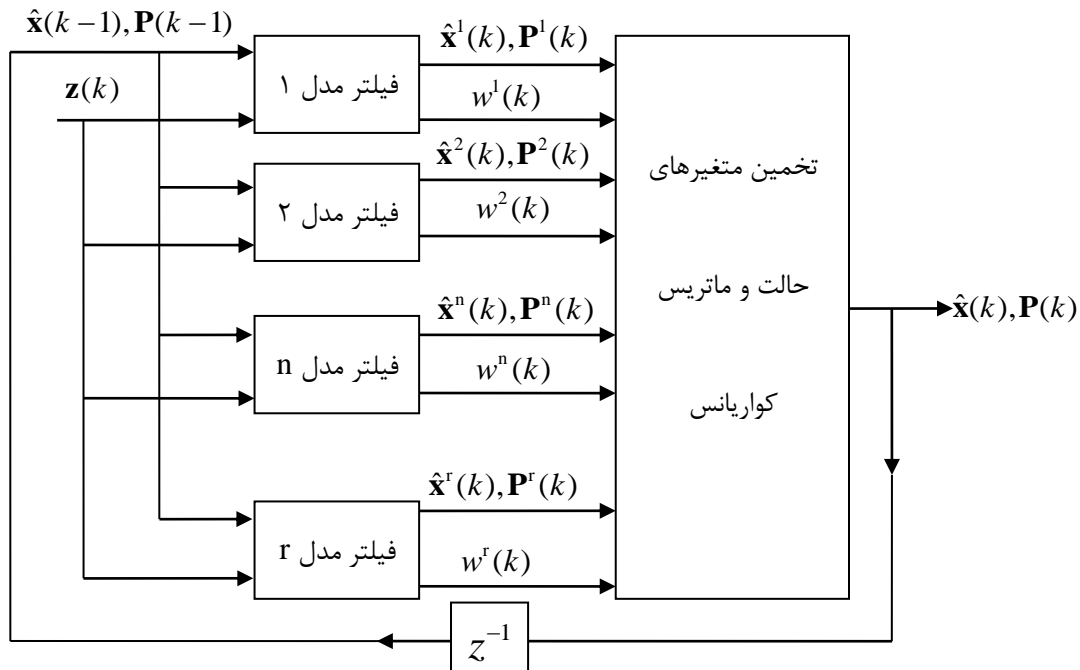 x̂(k−1),P(k−1)
z(k)
فیلتر مدل ۱
x̂¹(k),P¹(k)
w¹(k)
فیلتر مدل ۲
x̂²(k),P²(k)
w²(k)
فیلتر مدل n
x̂ⁿ(k),Pⁿ(k)
wⁿ(k)
فیلتر مدل r
x̂ʳ(k),Pʳ(k)
wʳ(k)
تخمین متغیرهای
حالت و ماتریس
کواریانس
x̂(k),P(k)
z⁻¹